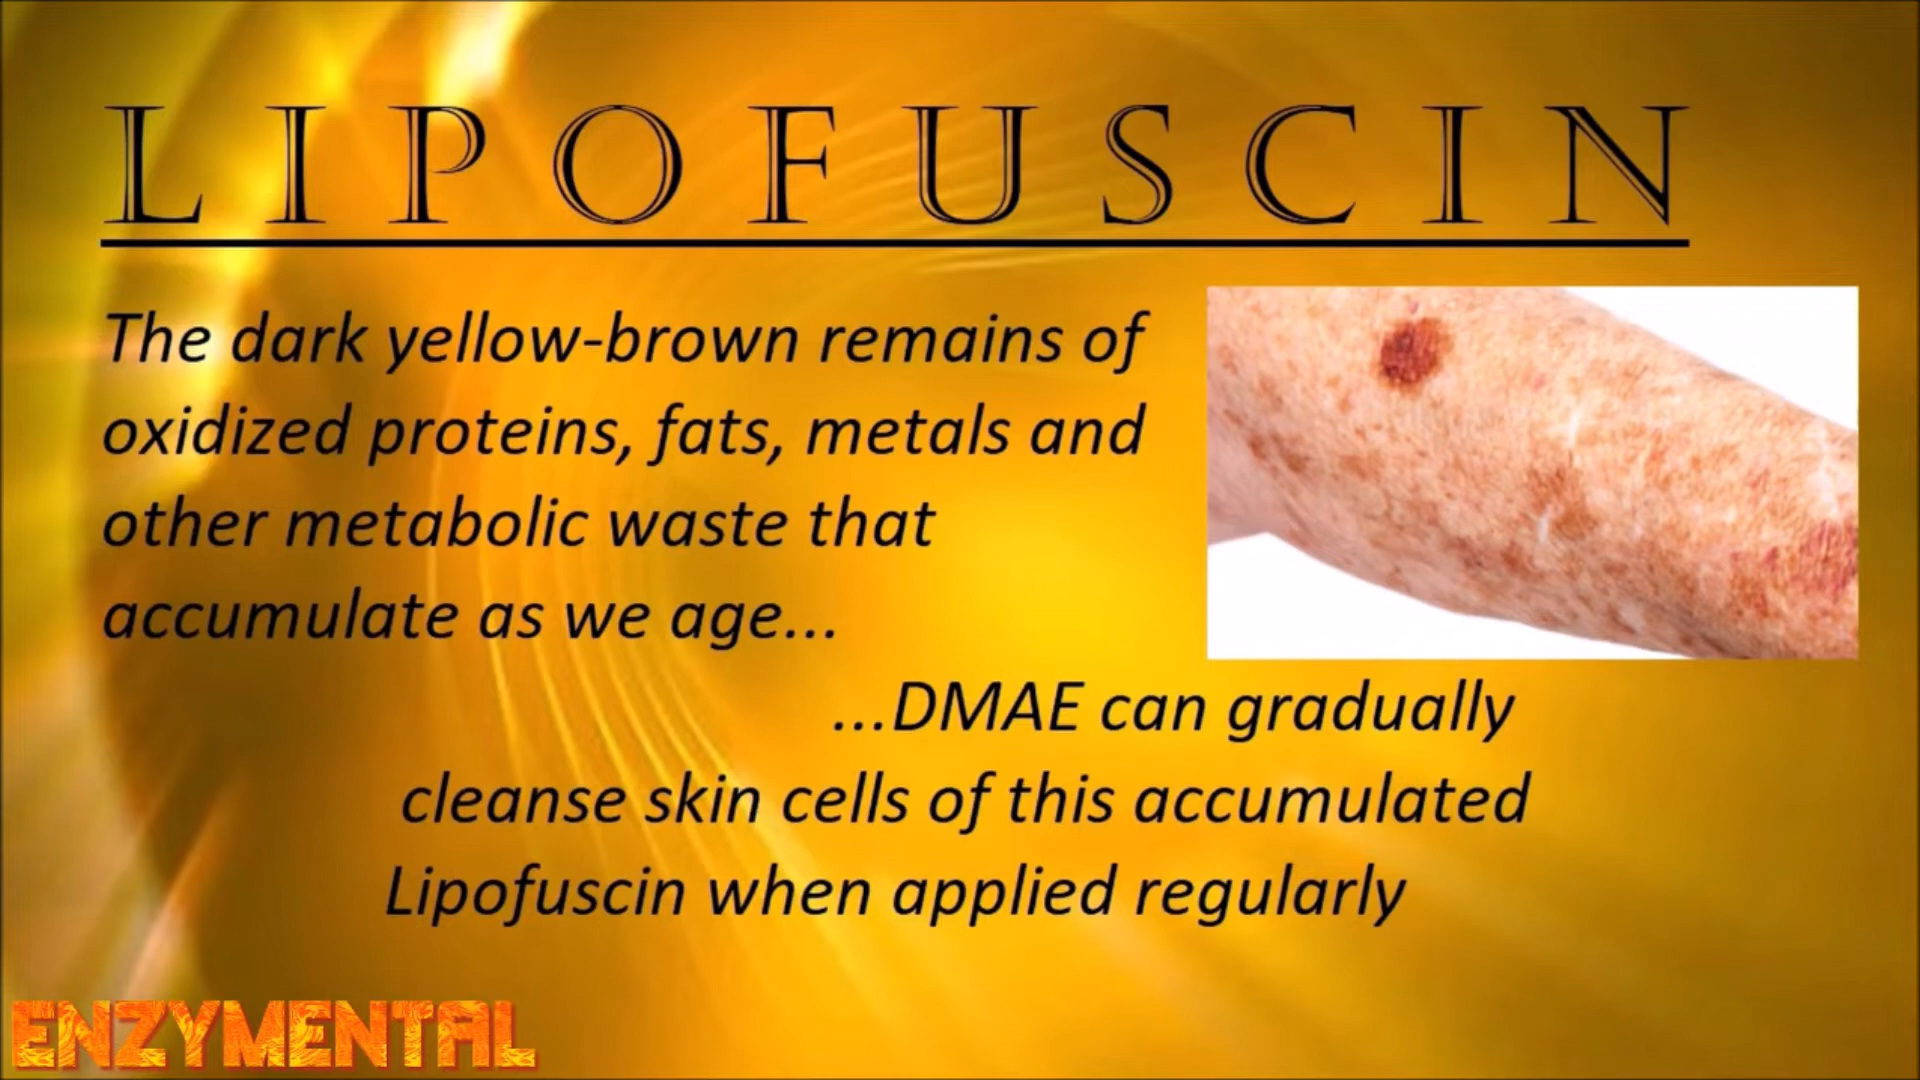 LIPOFUSCIN
The dark yellow-brown remains of
oxidized proteins, fats, metals and
other metabolic waste that
accumulate as we age...
...DMAE can gradually
cleanse skin cells of this accumulated
Lipofuscin when applied regularly
ENZYMENTAL